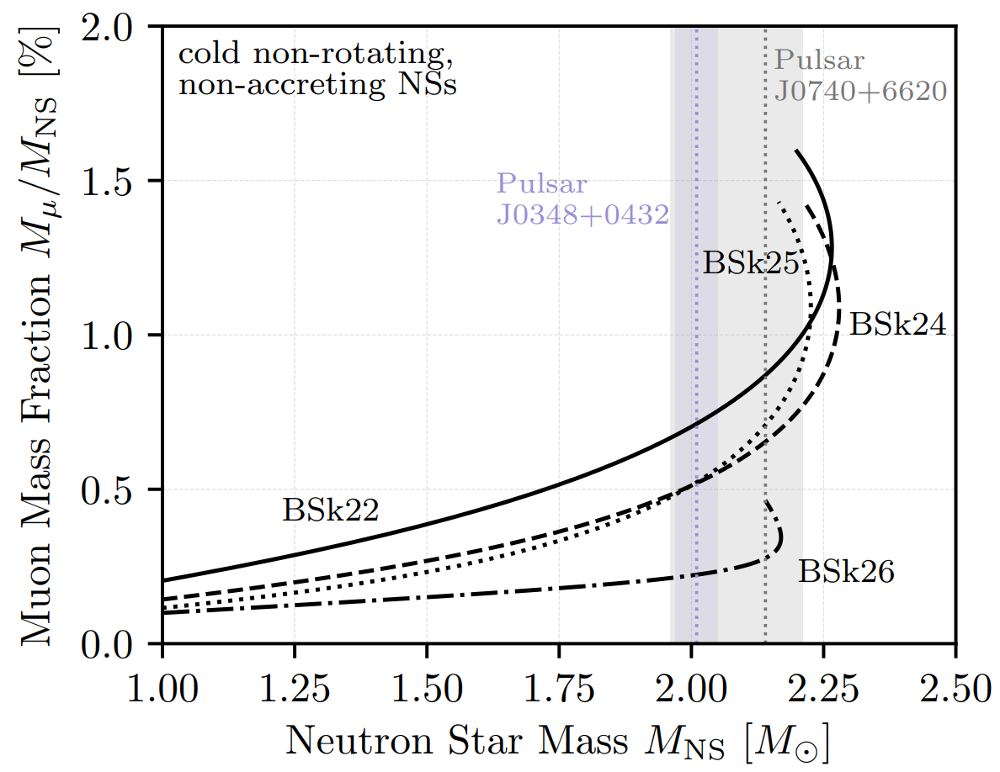 cold non-rotating,
non-accreting NSs
Pulsar
J0740+6620
Pulsar
J0348+0432
BSk25
BSk24
BSk22
BSk26
Muon Mass Fraction Mμ/MNS [%]
2.0
1.5
1.0
0.5
0.0
1.00 1.25 1.50 1.75 2.00 2.25 2.50
Neutron Star Mass MNS [M⊙]